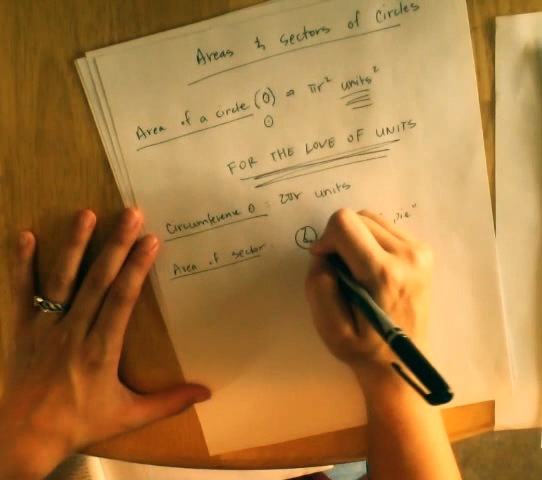 Areas & Sectors of Circles
Area of a circle (θ) = πr² units²
FOR THE LOVE OF UNITS
Circumference θ : 2πr units
Area of sector